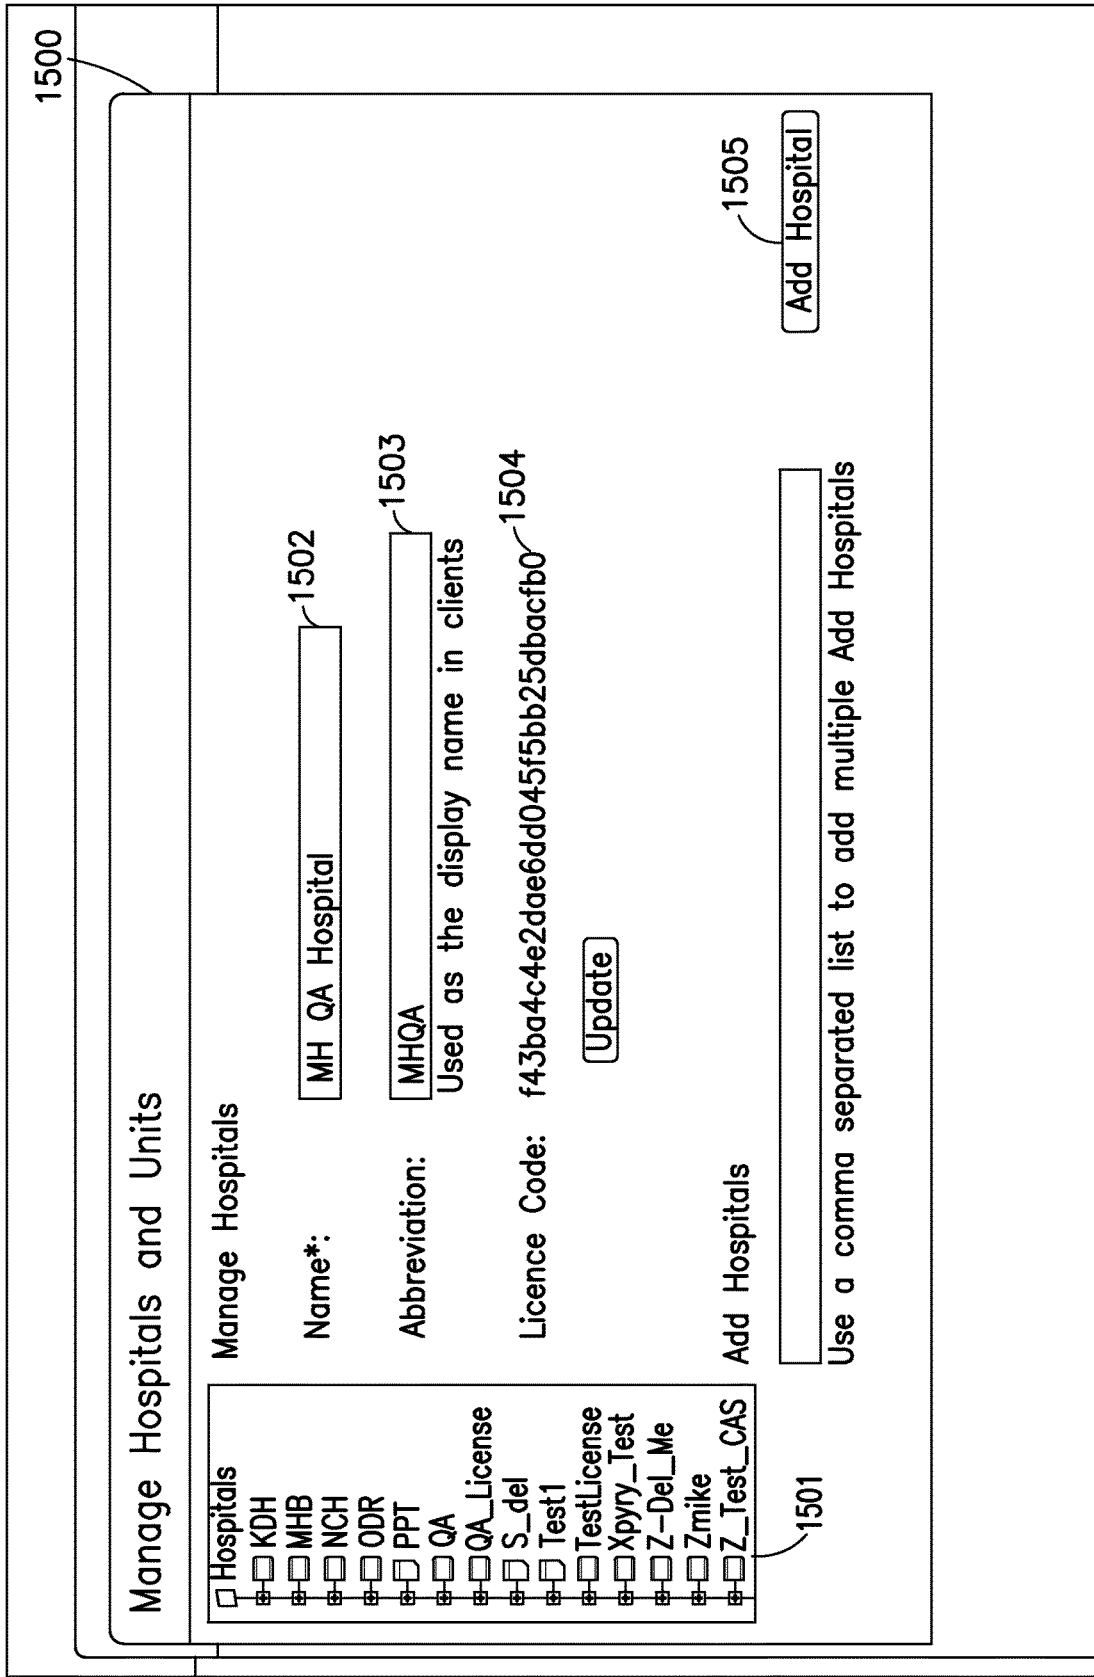 1500
Manage Hospitals and Units
Hospitals
KDH
MHB
NCH
ODR
PPT
QA
QA_License
S_del
Test1
TestLicense
Xpyry_Test
Z-Del_Me
Zmike
Z_Test_CAS
1501
Manage Hospitals
Name*: MH QA Hospital 1502
Abbreviation: MHQA 1503
Used as the display name in clients
Licence Code: f43ba4c4e2dae6dd045f5bb25dbacfb0 1504
Update
Add Hospitals
1505
Add Hospital
Use a comma separated list to add multiple Add Hospitals